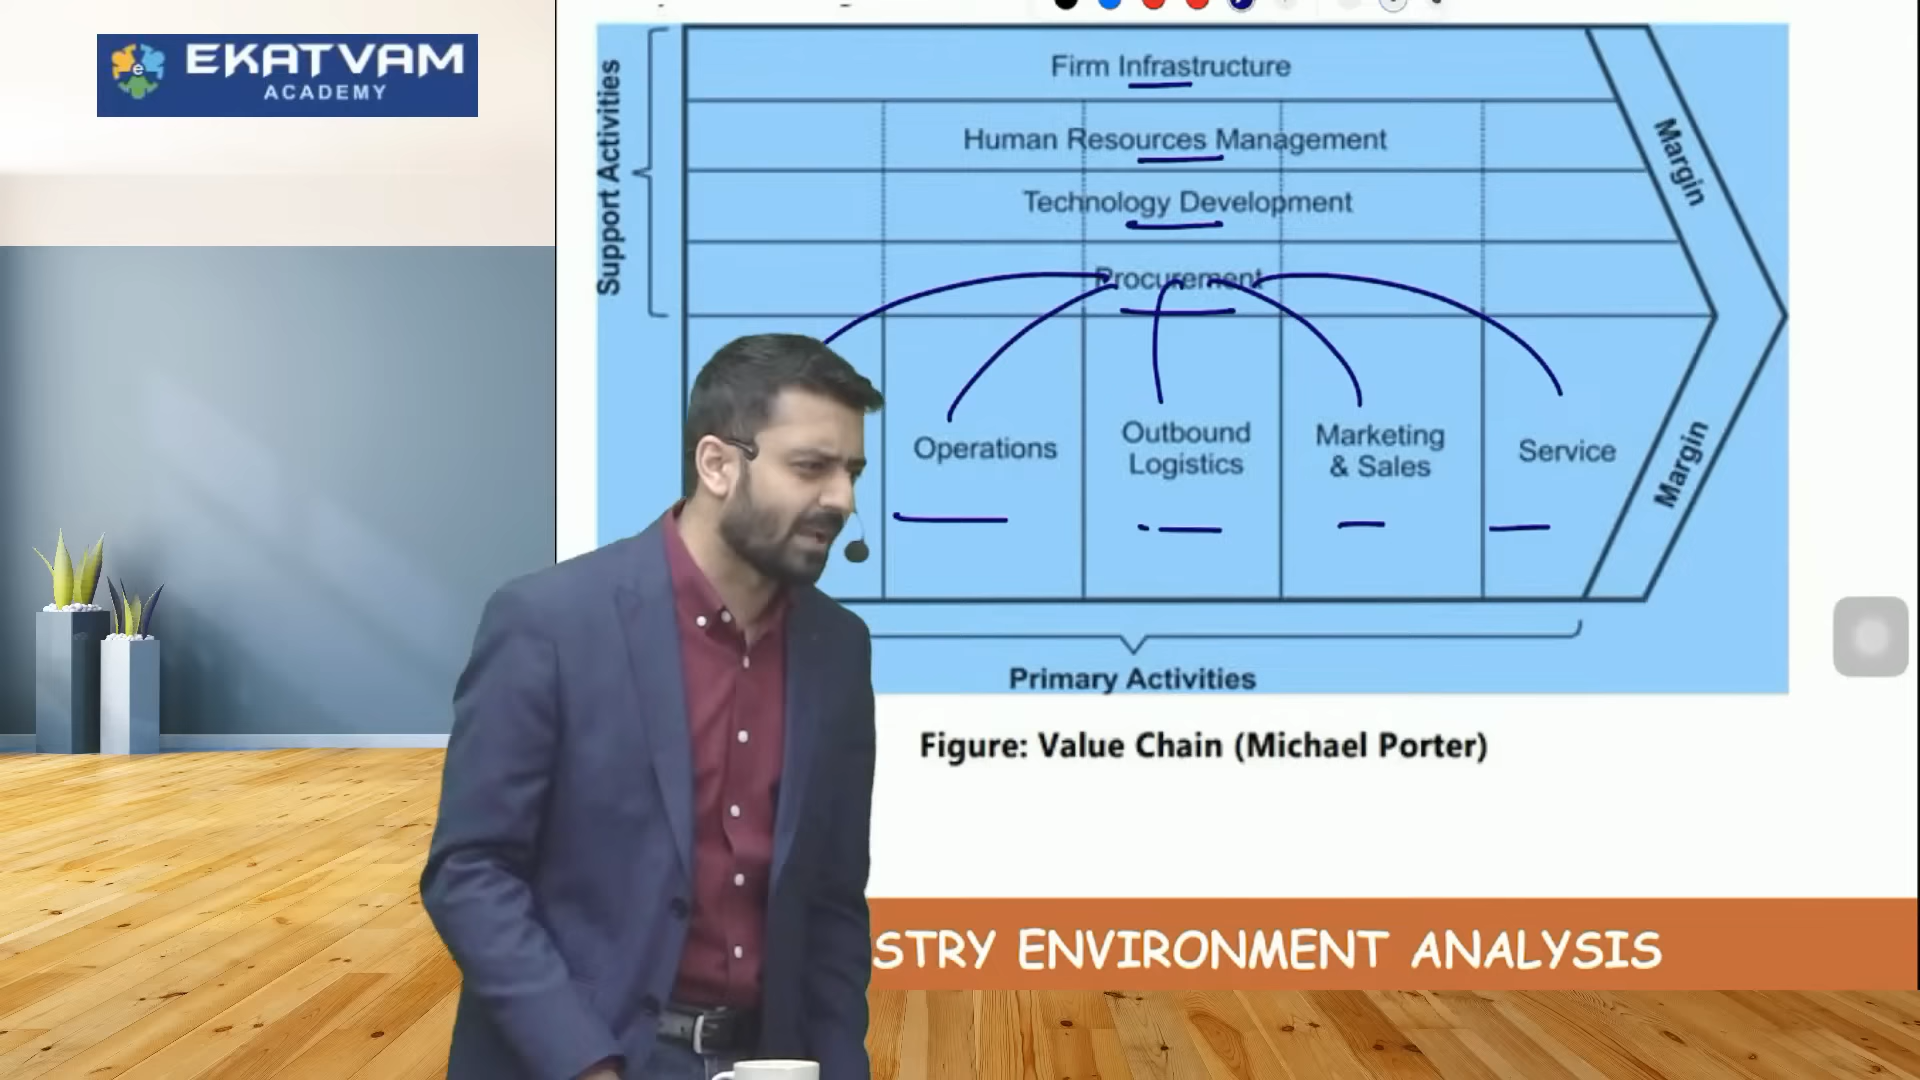 EKATVAM
ACADEMY
Support Activities
Firm Infrastructure
Human Resources Management
Technology Development
Procurement
Operations
Outbound
Logistics
Marketing
& Sales
Service
Margin
Margin
Primary Activities
Figure: Value Chain (Michael Porter)
STRY ENVIRONMENT ANALYSIS